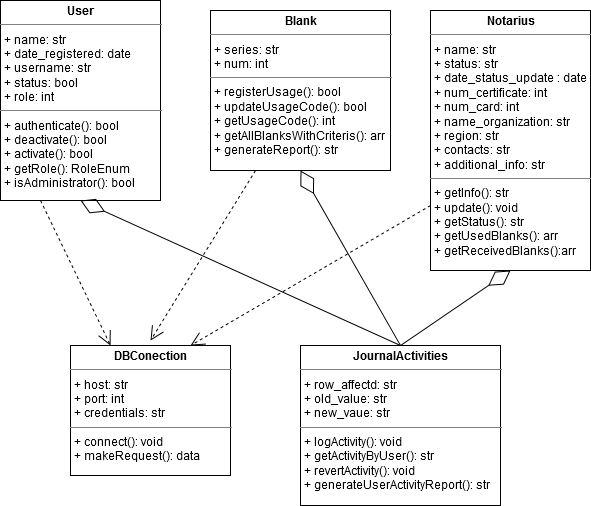 User
+ name: str
+ date_registered: date
+ username: str
+ status: bool
+ role: int
+ authenticate(): bool
+ deactivate(): bool
+ activate(): bool
+ getRole(): RoleEnum
+ isAdministrator(): bool
Blank
+ series: str
+ num: int
+ registerUsage(): bool
+ updateUsageCode(): bool
+ getUsageCode(): int
+ getAllBlanksWithCriteris(): arr
+ generateReport(): str
Notarius
+ name: str
+ status: str
+ date_status_update : date
+ num_certificate: int
+ num_card: int
+ name_organization: str
+ region: str
+ contacts: str
+ additional_info: str
+ getInfo(): str
+ update(): void
+ getStatus(): str
+ getUsedBlanks(): arr
+ getReceivedBlanks():arr
DBConection
+ host: str
+ port: int
+ credentials: str
+ connect(): void
+ makeRequest(): data
JournalActivities
+ row_affectd: str
+ old_value: str
+ new_vaue: str
+ logActivity(): void
+ getActivityByUser(): str
+ revertActivity(): void
+ generateUserActivityReport(): str